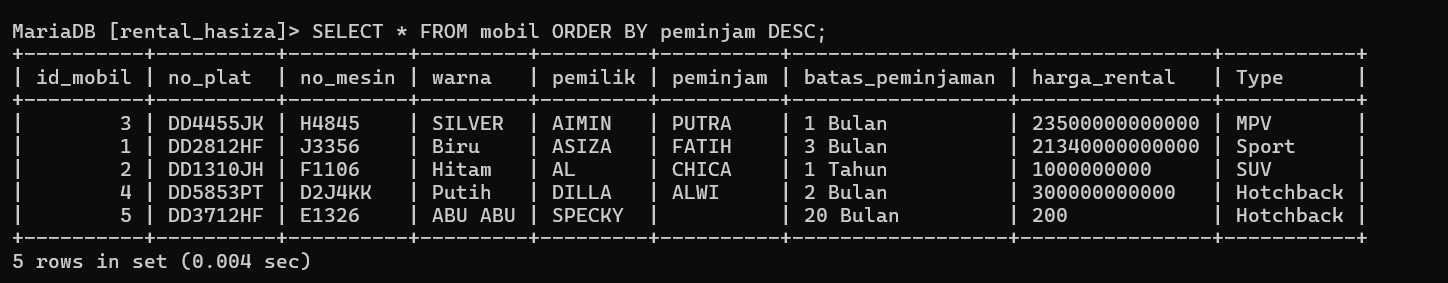 MariaDB [rental_hasiza]> SELECT * FROM mobil ORDER BY peminjam DESC;
+----------+----------+----------+---------+---------+----------+------------------+----------------+-----------+
| id_mobil | no_plat  | no_mesin | warna   | pemilik | peminjam | batas_peminjaman | harga_rental   | Type      |
+----------+----------+----------+---------+---------+----------+------------------+----------------+-----------+
|        3 | DD4455JK | H4845    | SILVER  | AIMIN   | PUTRA    | 1 Bulan          | 23500000000000 | MPV       |
|        1 | DD2812HF | J3356    | Biru    | ASIZA   | FATIH    | 3 Bulan          | 21340000000000 | Sport     |
|        2 | DD1310JH | F1106    | Hitam   | AL      | CHICA    | 1 Tahun          | 1000000000     | SUV       |
|        4 | DD5853PT | D2J4KK   | Putih   | DILLA   | ALWI     | 2 Bulan          | 300000000000   | Hotchback |
|        5 | DD3712HF | E1326    | ABU ABU | SPECKY  |          | 20 Bulan         | 200            | Hotchback |
+----------+----------+----------+---------+---------+----------+------------------+----------------+-----------+
5 rows in set (0.004 sec)